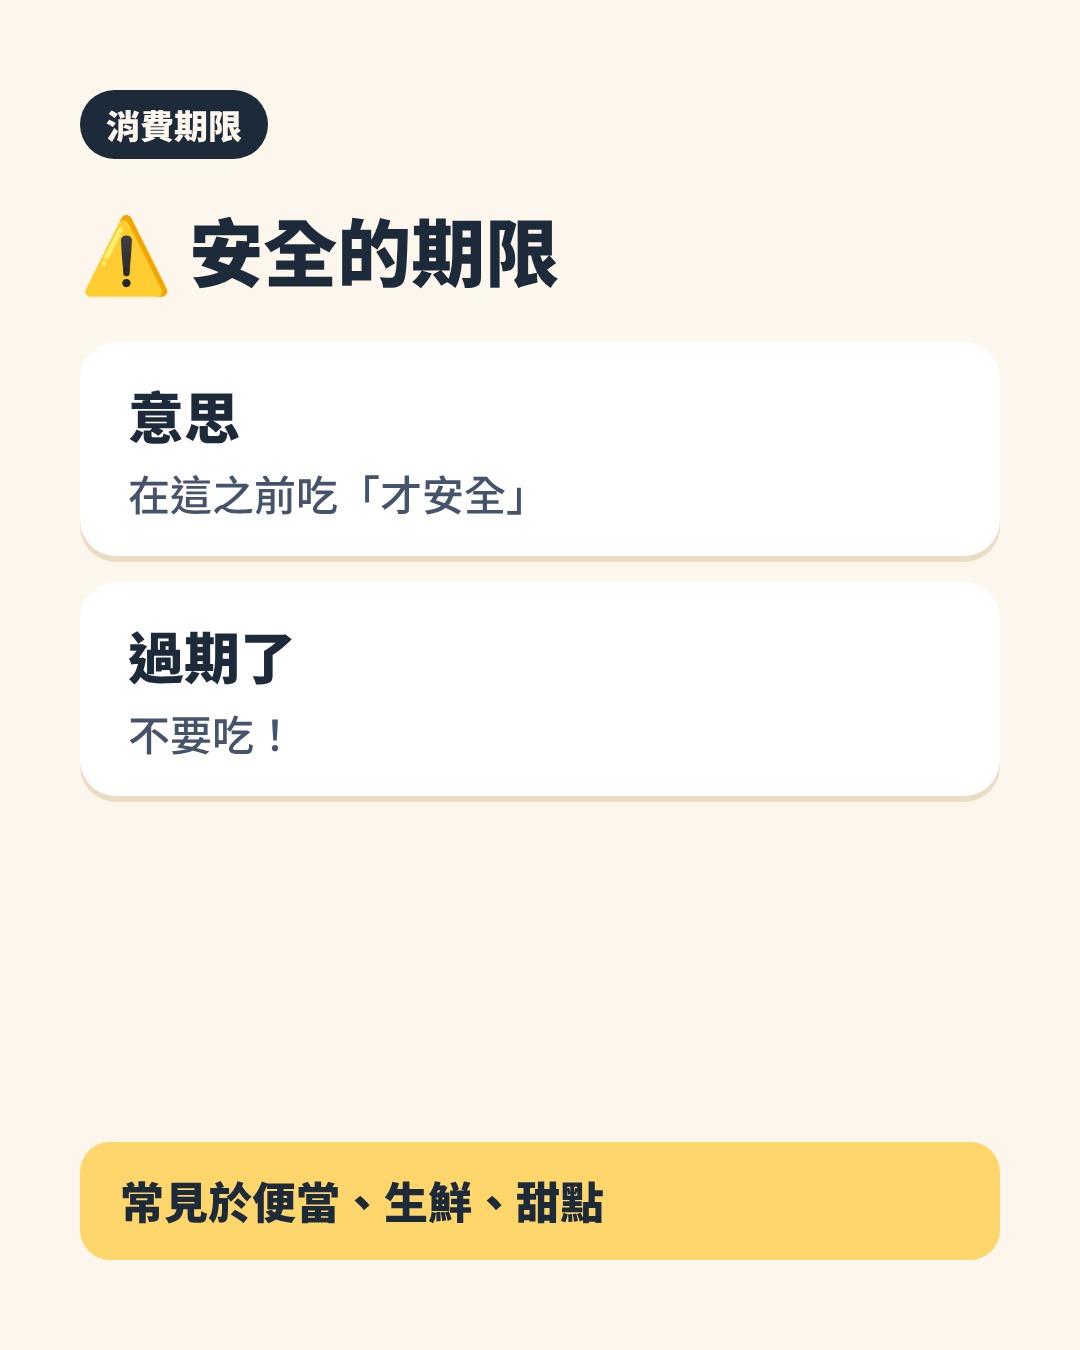 消費期限
⚠️ 安全的期限
意思
在這之前吃「才安全」
過期了
不要吃！
常見於便當、生鮮、甜點